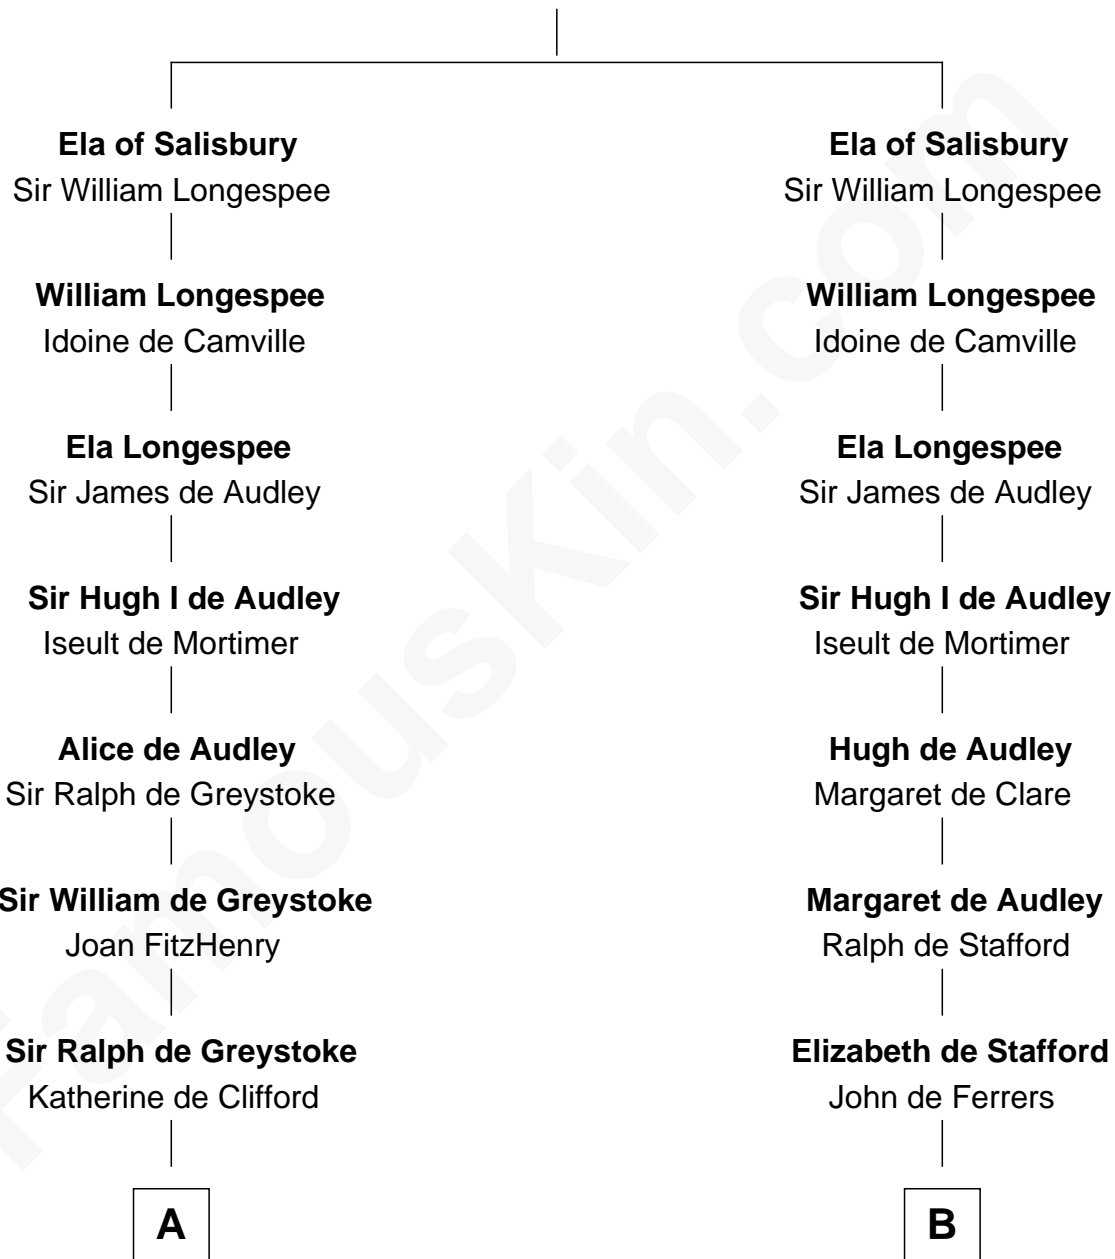 Ela of Salisbury
Sir William Longespee
William Longespee
Idoine de Camville
Ela Longespee
Sir James de Audley
Sir Hugh I de Audley
Iseult de Mortimer
Alice de Audley
Sir Ralph de Greystoke
Sir William de Greystoke
Joan FitzHenry
Sir Ralph de Greystoke
Katherine de Clifford
A
Ela of Salisbury
Sir William Longespee
William Longespee
Idoine de Camville
Ela Longespee
Sir James de Audley
Sir Hugh I de Audley
Iseult de Mortimer
Hugh de Audley
Margaret de Clare
Margaret de Audley
Ralph de Stafford
Elizabeth de Stafford
John de Ferrers
B
FamousKin.com